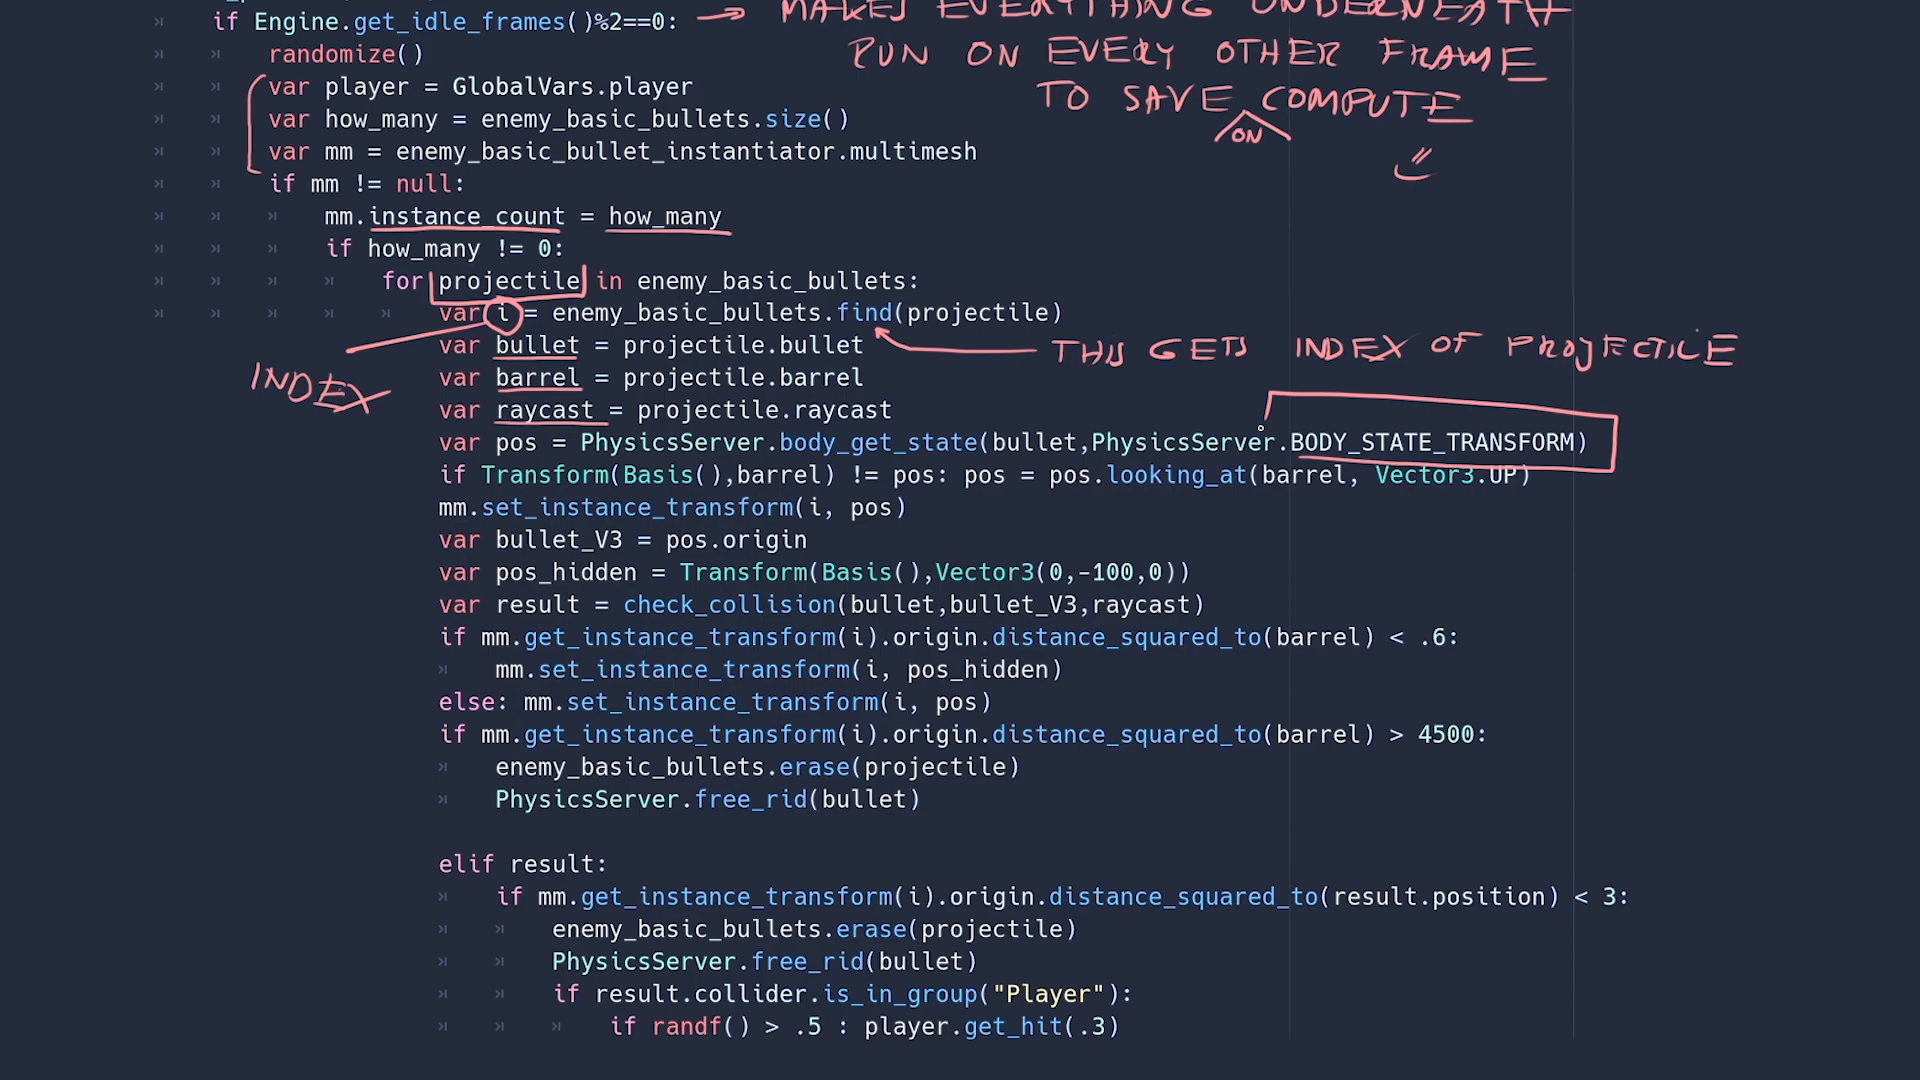 if Engine.get_idle_frames()%2==0: → MAKES EVERYTHING UNDERNEATH
randomize() RUN ON EVERY OTHER FRAME
var player = GlobalVars.player TO SAVE COMPUTE
var how_many = enemy_basic_bullets.size() ON
var mm = enemy_basic_bullet_instantiator.multimesh
if mm != null:
mm.instance_count = how_many
if how_many != 0:
for projectile in enemy_basic_bullets:
var i = enemy_basic_bullets.find(projectile)
var bullet = projectile.bullet THIS GETS INDEX OF PROJECTILE
INDEX var barrel = projectile.barrel
var raycast = projectile.raycast
var pos = PhysicsServer.body_get_state(bullet,PhysicsServer.BODY_STATE_TRANSFORM)
if Transform(Basis(),barrel) != pos: pos = pos.looking_at(barrel, Vector3.UP)
mm.set_instance_transform(i, pos)
var bullet_V3 = pos.origin
var pos_hidden = Transform(Basis(),Vector3(0,-100,0))
var result = check_collision(bullet,bullet_V3,raycast)
if mm.get_instance_transform(i).origin.distance_squared_to(barrel) < .6:
mm.set_instance_transform(i, pos_hidden)
else: mm.set_instance_transform(i, pos)
if mm.get_instance_transform(i).origin.distance_squared_to(barrel) > 4500:
enemy_basic_bullets.erase(projectile)
PhysicsServer.free_rid(bullet)
elif result:
if mm.get_instance_transform(i).origin.distance_squared_to(result.position) < 3:
enemy_basic_bullets.erase(projectile)
PhysicsServer.free_rid(bullet)
if result.collider.is_in_group("Player"):
if randf() > .5 : player.get_hit(.3)